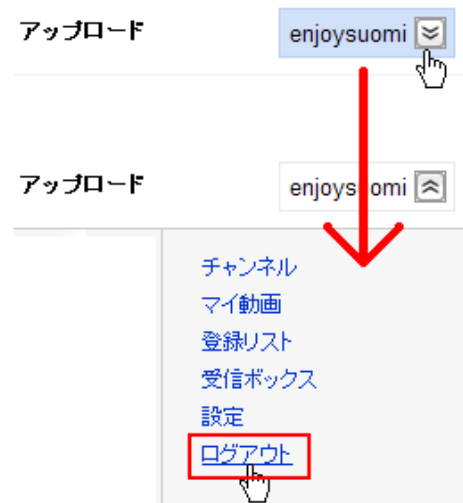 アップロード enjoysuomi
アップロード enjoysuomi
チャンネル
マイ動画
登録リスト
受信ボックス
設定
ログアウト